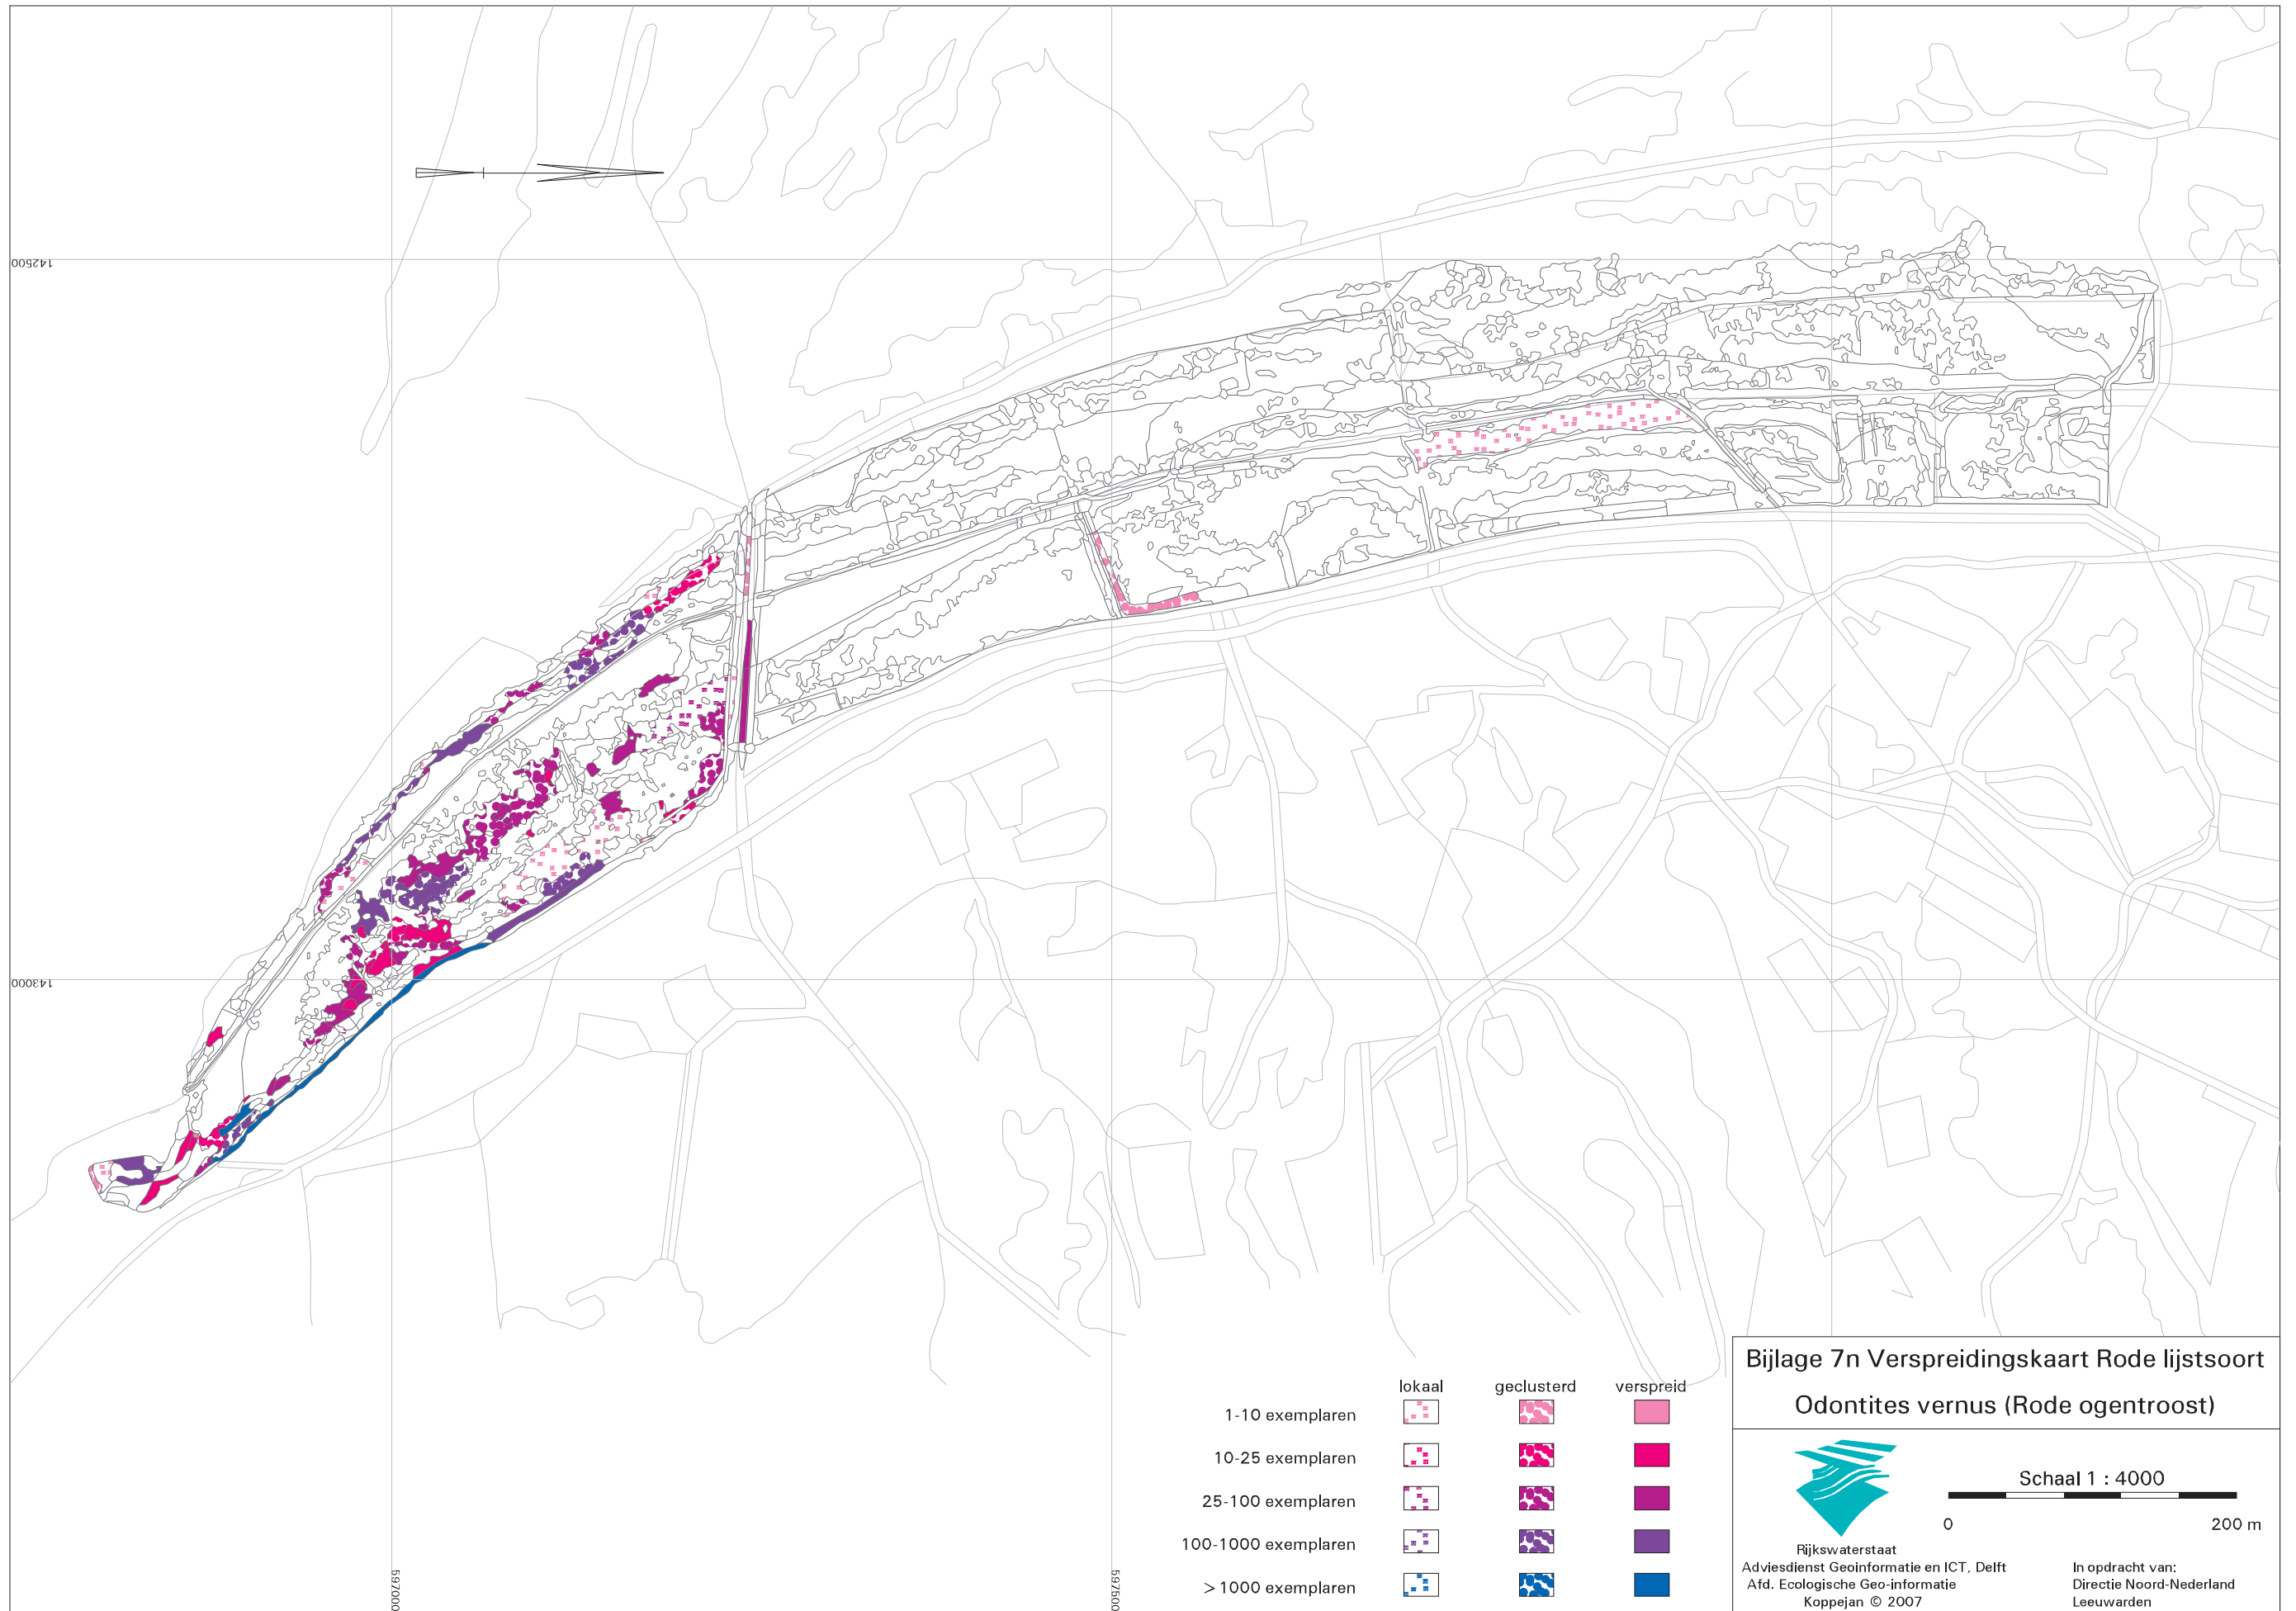 142500
143000
597000
597500
lokaal geclusterd verspreid
1-10 exemplaren
10-25 exemplaren
25-100 exemplaren
100-1000 exemplaren
> 1000 exemplaren
Bijlage 7n Verspreidingskaart Rode lijstsoort
Odontites vernus (Rode ogentroost)
Schaal 1 : 4000
0 200 m
Rijkswaterstaat
Adviesdienst Geoinformatie en ICT, Delft
Afd. Ecologische Geo-informatie
Koppejan © 2007
In opdracht van:
Directie Noord-Nederland
Leeuwarden